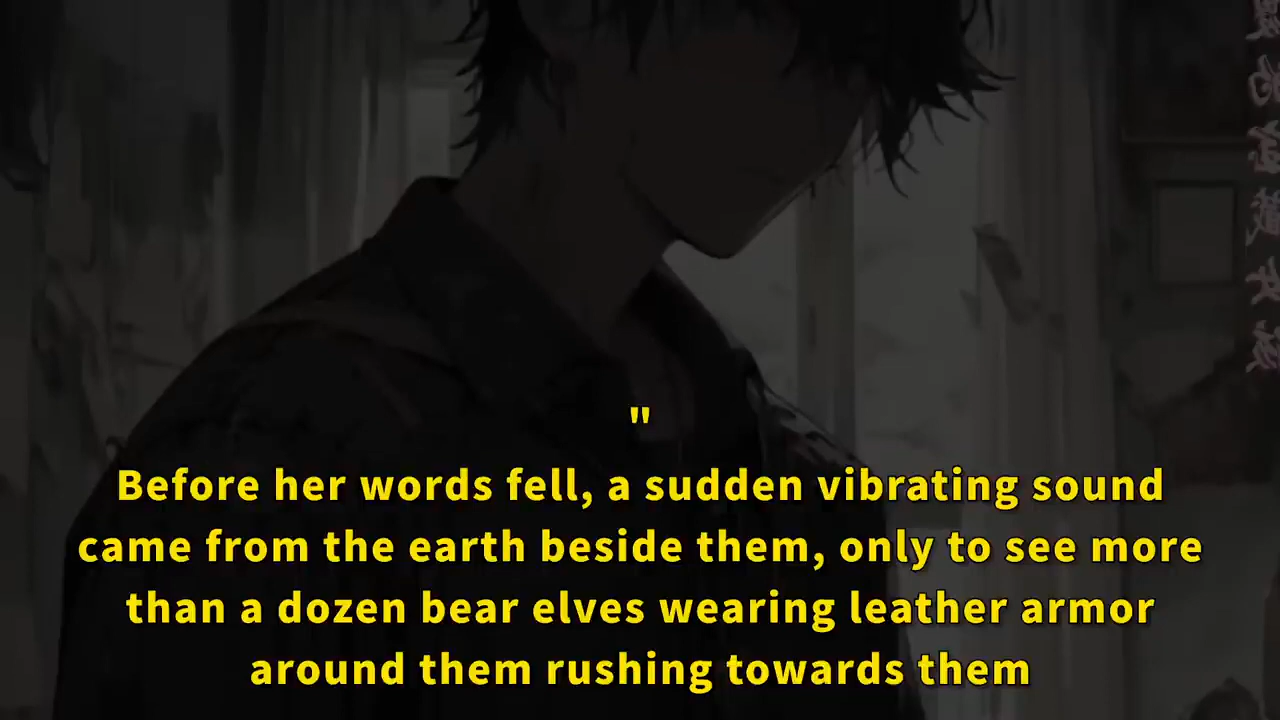 "
Before her words fell, a sudden vibrating sound
came from the earth beside them, only to see more
than a dozen bear elves wearing leather armor
around them rushing towards them